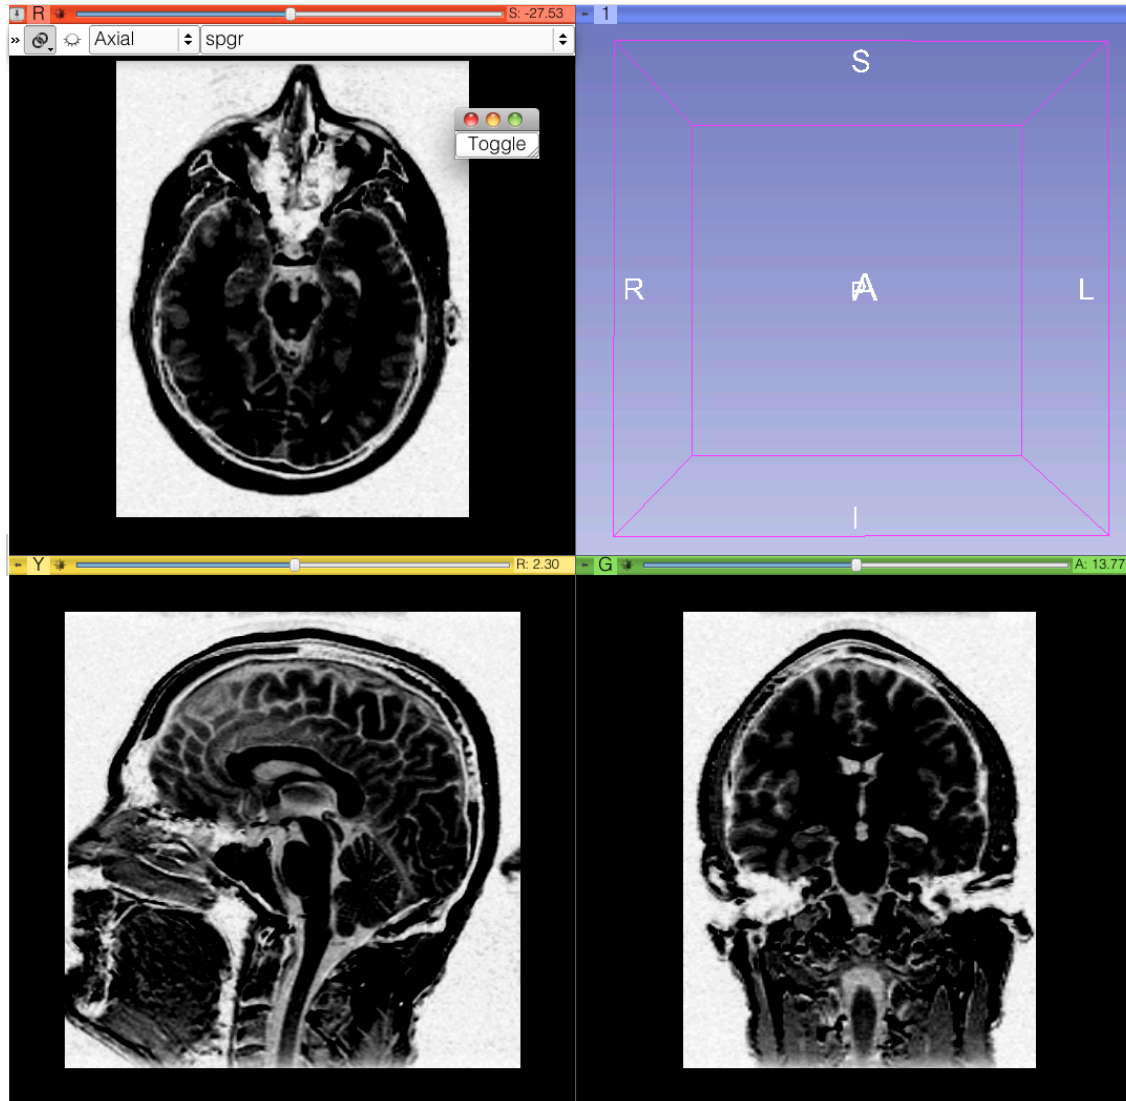 R S: -27.53
» Axial spgr
Toggle
1
S
R A L
P
I
Y R: 2.30
G A: 13.77